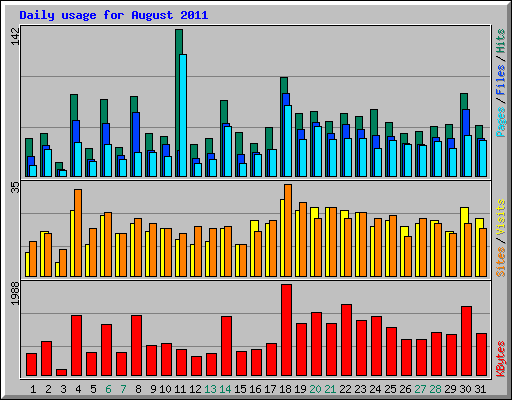 Daily usage for August 2011
142
Pages / Files / Hits
35
Sites / Visits
1988
KBytes
1 2 3 4 5 6 7 8 9 10 11 12 13 14 15 16 17 18 19 20 21 22 23 24 25 26 27 28 29 30 31